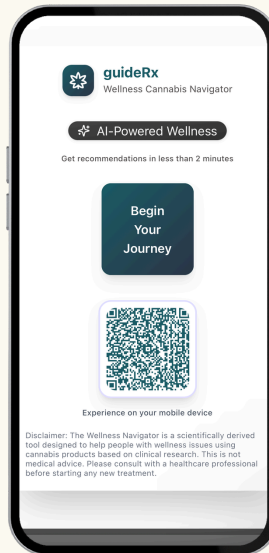 guideRx
Wellness Cannabis Navigator
AI-Powered Wellness
Get recommendations in less than 2 minutes
Begin
Your
Journey
Experience on your mobile device
Disclaimer: The Wellness Navigator is a scientifically derived
tool designed to help people with wellness issues using
cannabis products based on clinical research. This is not
medical advice. Please consult with a healthcare professional
before starting any new treatment.